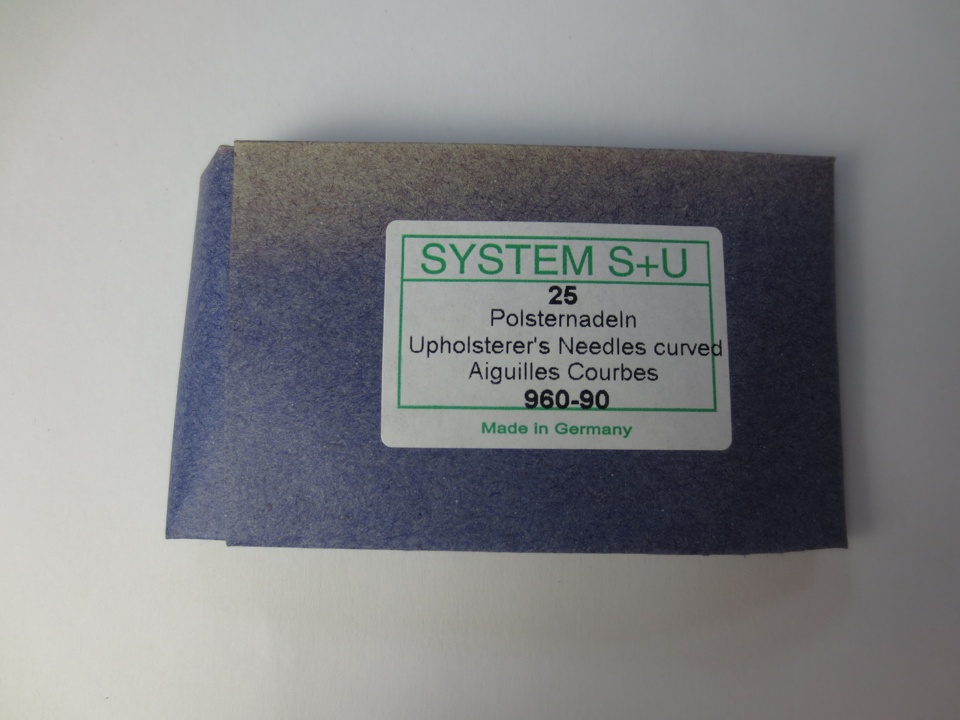 SYSTEM S+U
25
Polsternadeln
Upholsterer's Needles curved
Aiguilles Courbes
960-90
Made in Germany